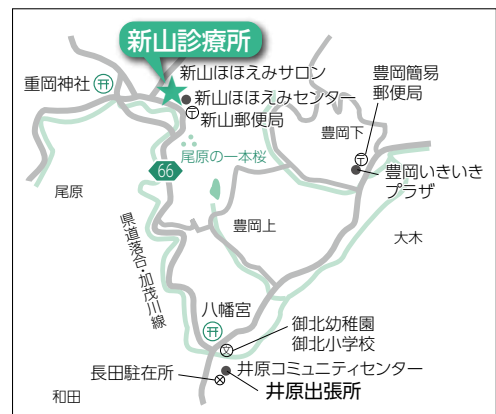 新山診療所
重岡神社
新山ほほえみサロン
新山ほほえみセンター
新山郵便局
豊岡簡易
郵便局
豊岡下
豊岡いきいき
プラザ
尾原の一本桜
66
尾原
豊岡上
大木
県道落合・加茂川線
八幡宮
御北幼稚園
御北小学校
井原コミュニティセンター
長田駐在所
井原出張所
和田